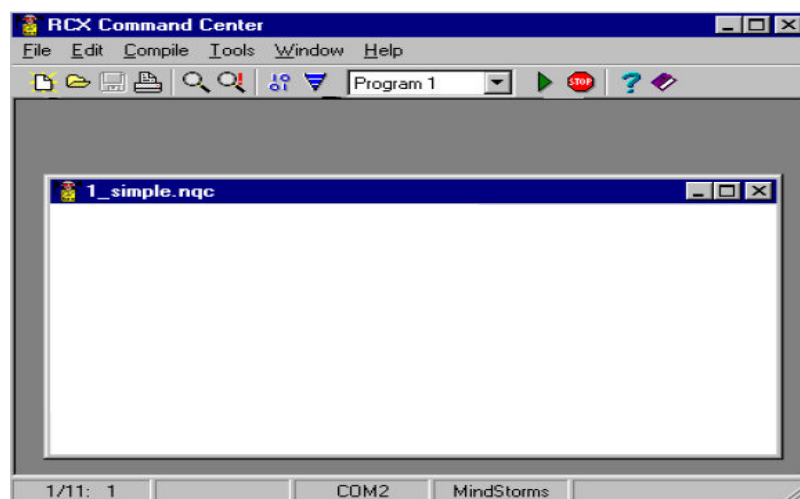 RCX Command Center
File Edit Compile Tools Window Help
Program 1 STOP
1_simple.nqc
1/11: 1 COM2 MindStorms